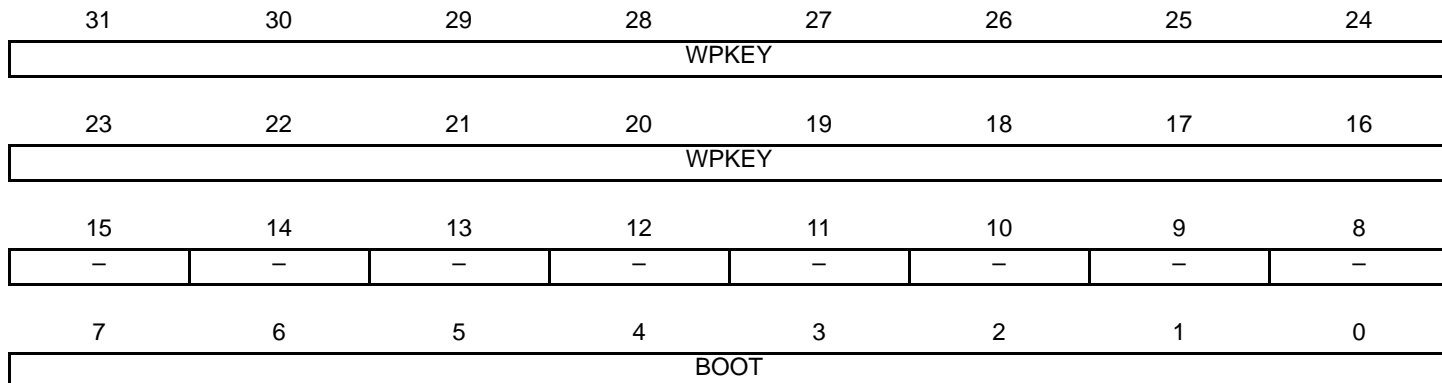 31 30 29 28 27 26 25 24
WPKEY
23 22 21 20 19 18 17 16
WPKEY
15 14 13 12 11 10 9 8
– – – – – – – –
7 6 5 4 3 2 1 0
BOOT